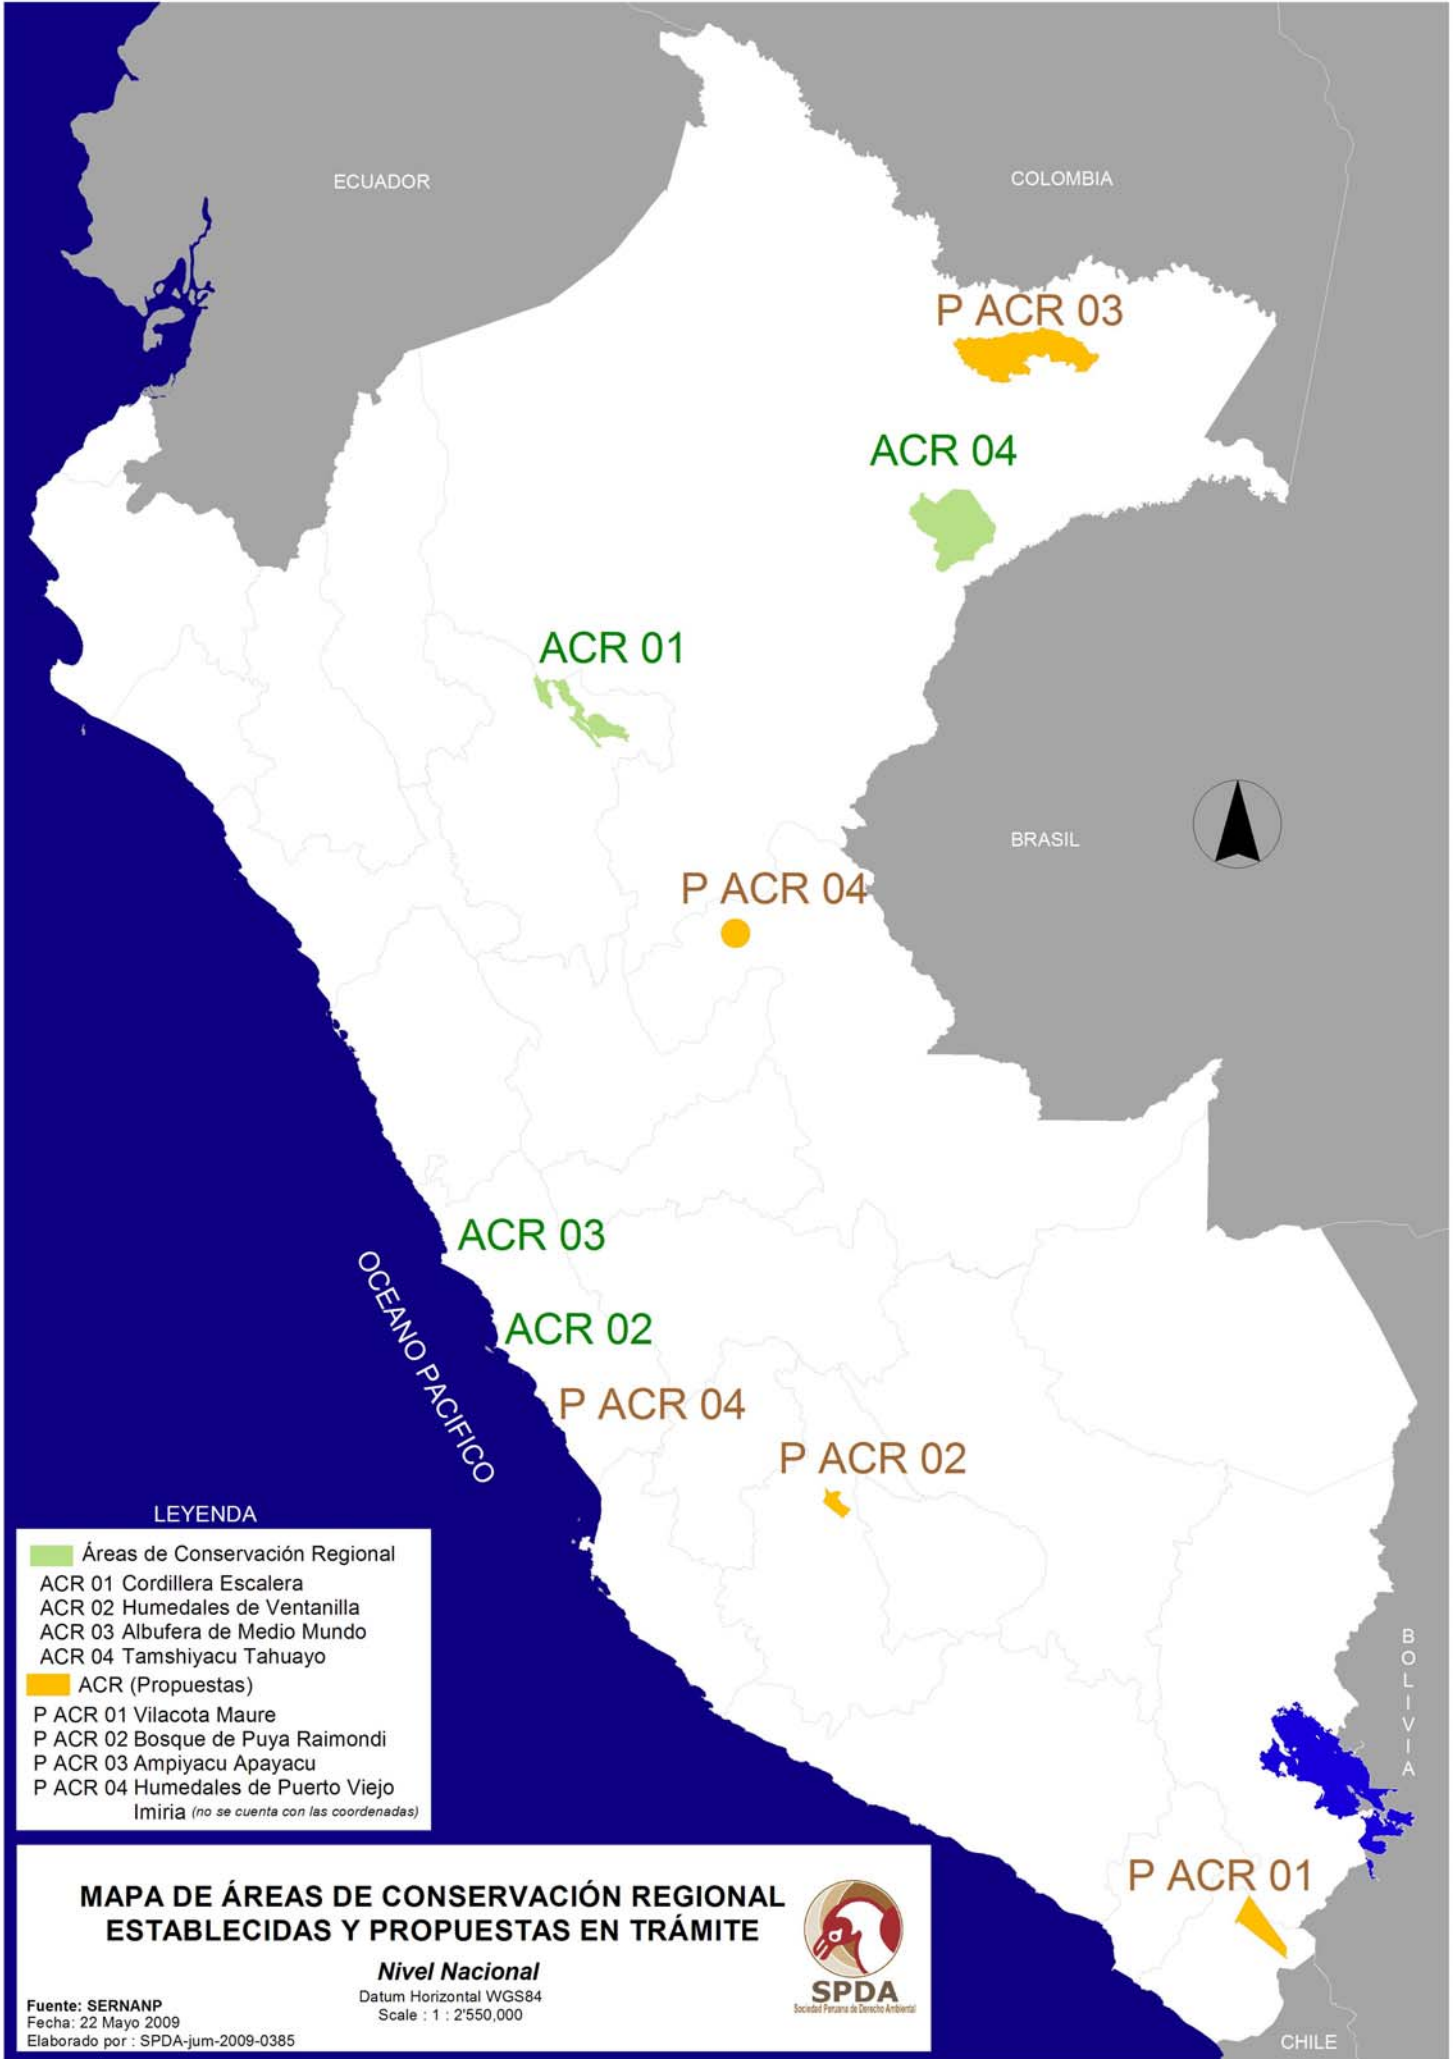 ECUADOR
COLOMBIA
P ACR 03
ACR 04
ACR 01
BRASIL
P ACR 04
ACR 03
ACR 02
OCEANO PACIFICO
P ACR 04
P ACR 02
LEYENDA
Áreas de Conservación Regional
ACR 01 Cordillera Escalera
ACR 02 Humedales de Ventanilla
ACR 03 Albufera de Medio Mundo
ACR 04 Tamshiyacu Tahuayo
ACR (Propuestas)
P ACR 01 Vilacota Maure
P ACR 02 Bosque de Puya Raimondi
P ACR 03 Ampiyacu Apayacu
P ACR 04 Humedales de Puerto Viejo
Imiria (no se cuenta con las coordenadas)
BOLIVIA
P ACR 01
MAPA DE ÁREAS DE CONSERVACIÓN REGIONAL
ESTABLECIDAS Y PROPUESTAS EN TRÁMITE
Nivel Nacional
Datum Horizontal WGS84
Scale : 1 : 2'550,000
Fuente: SERNANP
Fecha: 22 Mayo 2009
Elaborado por : SPDA-jum-2009-0385
SPDA
Sociedad Peruana de Derecho Ambiental
CHILE